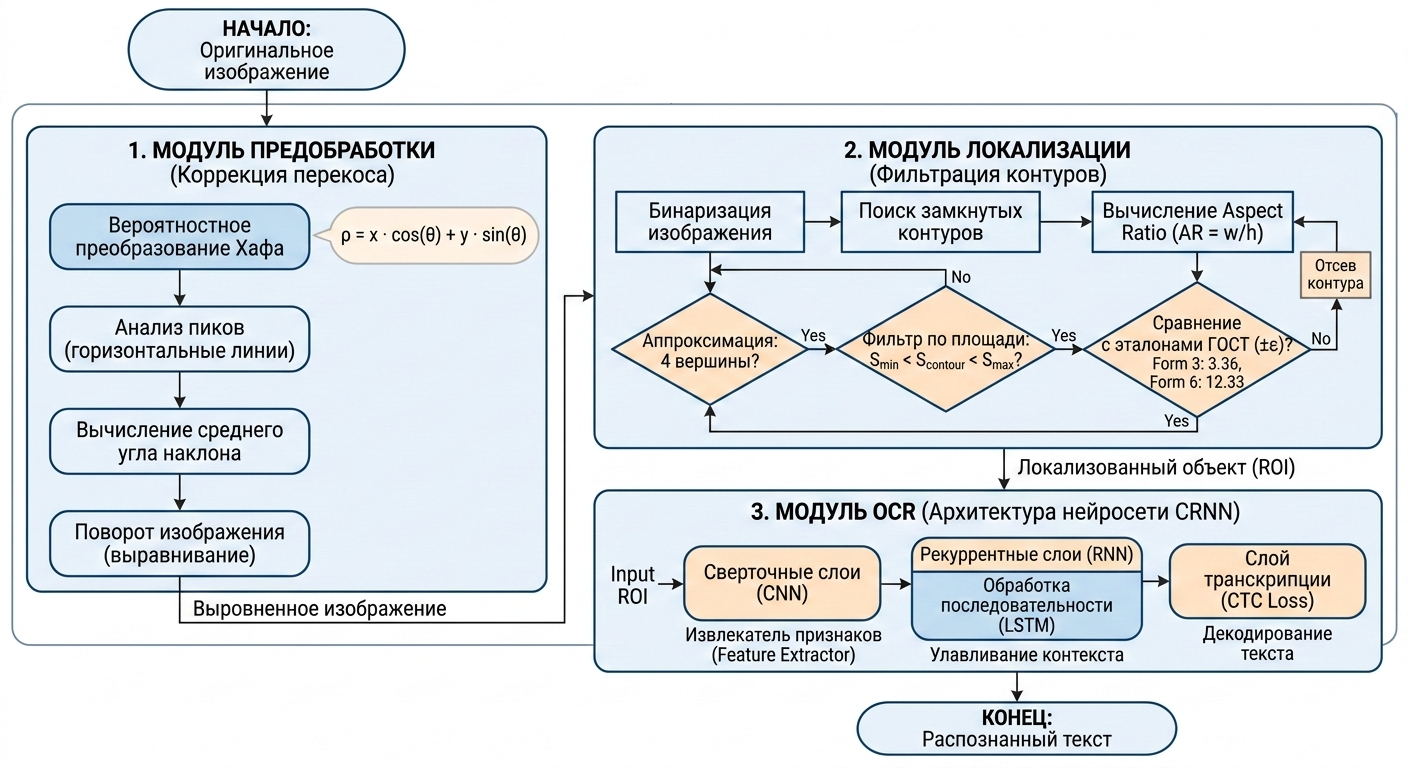 НАЧАЛО:
Оригинальное
изображение
1. МОДУЛЬ ПРЕДОБРАБОТКИ
(Коррекция перекоса)
Вероятностное
преобразование Хафа
ρ = x · cos(θ) + y · sin(θ)
Анализ пиков
(горизонтальные линии)
Вычисление среднего
угла наклона
Поворот изображения
(выравнивание)
Выровненное изображение
2. МОДУЛЬ ЛОКАЛИЗАЦИИ
(Фильтрация контуров)
Бинаризация
изображения
Поиск замкнутых
контуров
Вычисление Aspect
Ratio (AR = w/h)
Отсев
контура
No
Аппроксимация:
4 вершины?
Yes
Фильтр по площади:
Smin < Scontour < Smax?
No
Yes
Сравнение
с эталонами ГОСТ (±ε)?
Form 3: 3.36,
Form 6: 12.33
Yes
Локализованный объект (ROI)
3. МОДУЛЬ OCR (Архитектура нейросети CRNN)
Input
ROI
Сверточные слои
(CNN)
Извлекатель признаков
(Feature Extractor)
Рекуррентные слои (RNN)
Обработка
последовательности
(LSTM)
Улавливание контекста
Слой
транскрипции
(CTC Loss)
Декодирование
текста
КОНЕЦ:
Распознанный текст